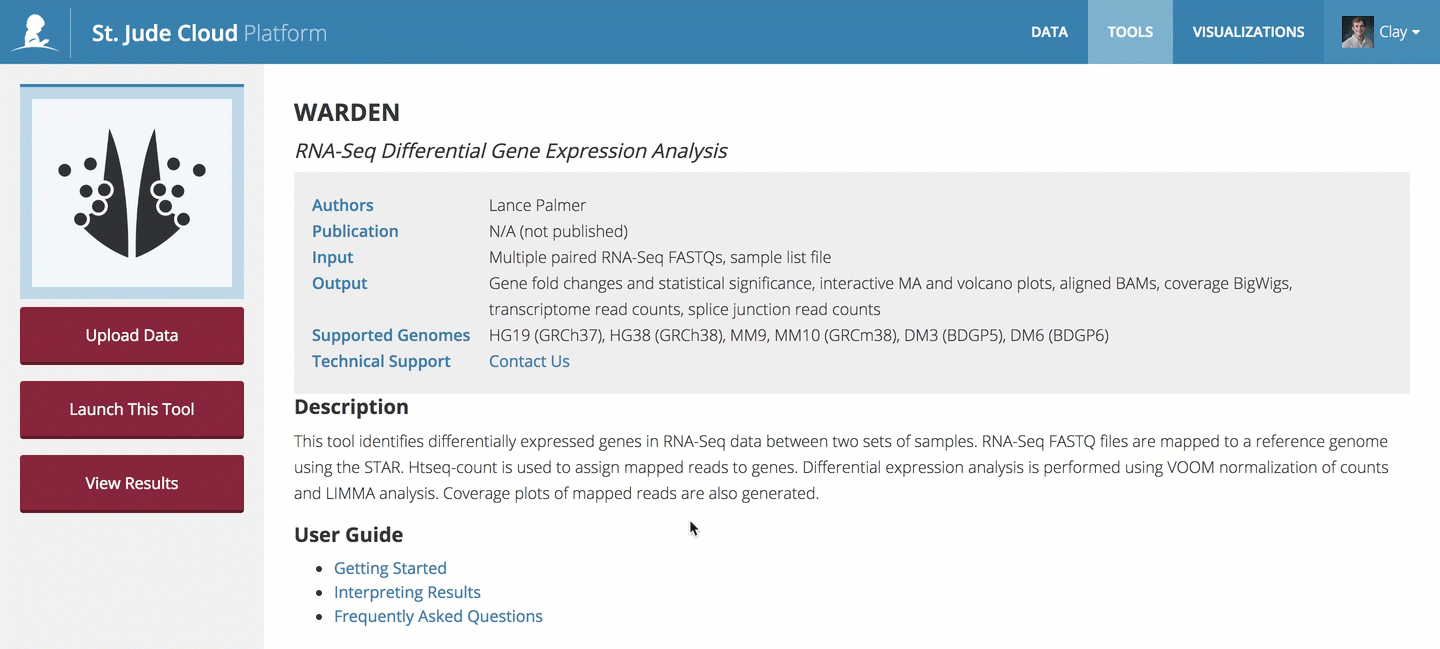 St. Jude Cloud Platform
DATA
TOOLS
VISUALIZATIONS
Clay
Upload Data
Launch This Tool
View Results
WARDEN
RNA-Seq Differential Gene Expression Analysis
Authors Lance Palmer
Publication N/A (not published)
Input Multiple paired RNA-Seq FASTQs, sample list file
Output Gene fold changes and statistical significance, interactive MA and volcano plots, aligned BAMs, coverage BigWigs,
transcriptome read counts, splice junction read counts
Supported Genomes HG19 (GRCh37), HG38 (GRCh38), MM9, MM10 (GRCm38), DM3 (BDGP5), DM6 (BDGP6)
Technical Support Contact Us
Description
This tool identifies differentially expressed genes in RNA-Seq data between two sets of samples. RNA-Seq FASTQ files are mapped to a reference genome
using the STAR. Htseq-count is used to assign mapped reads to genes. Differential expression analysis is performed using VOOM normalization of counts
and LIMMA analysis. Coverage plots of mapped reads are also generated.
User Guide
Getting Started
Interpreting Results
Frequently Asked Questions